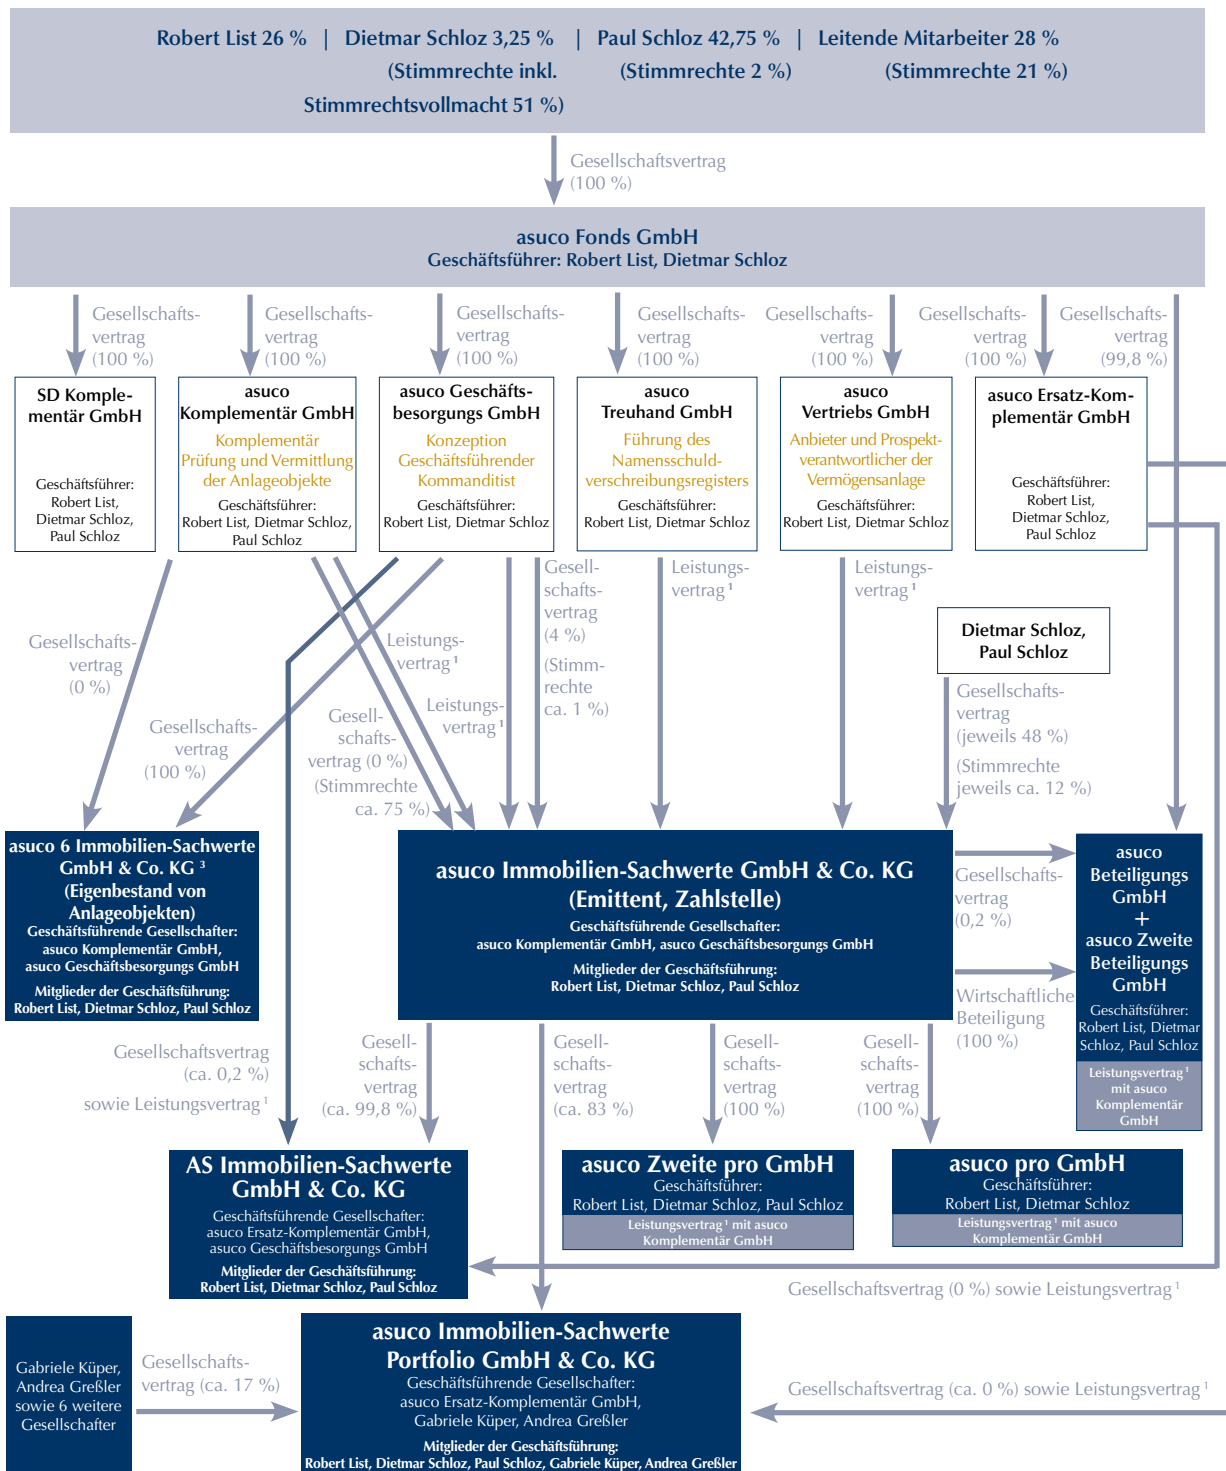 Robert List 26 % | Dietmar Schloz 3,25 % | Paul Schloz 42,75 % | Leitende Mitarbeiter 28 %
(Stimmrechte inkl. (Stimmrechte 2 %) (Stimmrechte 21 %)
Stimmrechtsvollmacht 51 %)
Gesellschaftsvertrag
(100 %)
asuco Fonds GmbH
Geschäftsführer: Robert List, Dietmar Schloz
Gesellschafts-
vertrag
(100 %)
Gesellschafts-
vertrag
(100 %)
Gesellschafts-
vertrag
(100 %)
Gesellschafts-
vertrag
(100 %)
Gesellschafts-
vertrag
(100 %)
Gesellschafts-
vertrag
(100 %)
Gesellschafts-
vertrag
(99,8 %)
SD Komple-
mentär GmbH
Geschäftsführer:
Robert List,
Dietmar Schloz,
Paul Schloz
asuco
Komplementär GmbH
Komplementär
Prüfung und Vermittlung
der Anlageobjekte
Geschäftsführer:
Robert List, Dietmar Schloz,
Paul Schloz
asuco Geschäfts-
besorgungs GmbH
Konzeption
Geschäftsführender
Kommanditist
Geschäftsführer:
Robert List, Dietmar Schloz
asuco
Treuhand GmbH
Führung des
Namensschuld-
verschreibungsregisters
Geschäftsführer:
Robert List, Dietmar Schloz
asuco
Vertriebs GmbH
Anbieter und Prospekt-
verantwortlicher der
Vermögensanlage
Geschäftsführer:
Robert List, Dietmar Schloz
asuco Ersatz-Kom-
plementär GmbH
Geschäftsführer:
Robert List,
Dietmar Schloz,
Paul Schloz
Gesellschafts-
vertrag
(0 %)
Gesellschafts-
vertrag
(100 %)
Leistungs-
vertrag ¹
Gesell-
schafts-
vertrag (0 %)
(Stimmrechte
ca. 75 %)
Leistungs-
vertrag ¹
Gesell-
schafts-
vertrag
(4 %)
(Stimm-
rechte
ca. 1 %)
Leistungs-
vertrag ¹
Leistungs-
vertrag ¹
Dietmar Schloz,
Paul Schloz
Gesellschafts-
vertrag
(jeweils 48 %)
(Stimmrechte
jeweils ca. 12 %)
asuco 6 Immobilien-Sachwerte
GmbH & Co. KG ³
(Eigenbestand von
Anlageobjekten)
Geschäftsführende Gesellschafter:
asuco Komplementär GmbH,
asuco Geschäftsbesorgungs GmbH
Mitglieder der Geschäftsführung:
Robert List, Dietmar Schloz, Paul Schloz
asuco Immobilien-Sachwerte GmbH & Co. KG
(Emittent, Zahlstelle)
Geschäftsführende Gesellschafter:
asuco Komplementär GmbH, asuco Geschäftsbesorgungs GmbH
Mitglieder der Geschäftsführung:
Robert List, Dietmar Schloz, Paul Schloz
Gesellschafts-
vertrag
(0,2 %)
Wirtschaftliche
Beteiligung
(100 %)
asuco
Beteiligungs
GmbH
+
asuco Zweite
Beteiligungs
GmbH
Geschäftsführer:
Robert List, Dietmar
Schloz, Paul Schloz
Leistungsvertrag ¹
mit asuco
Komplementär
GmbH
Gesellschaftsvertrag
(ca. 0,2 %)
sowie Leistungsvertrag ¹
Gesell-
schafts-
vertrag
(ca. 99,8 %)
Gesell-
schafts-
vertrag
(ca. 83 %)
Gesell-
schafts-
vertrag
(100 %)
Gesell-
schafts-
vertrag
(100 %)
AS Immobilien-Sachwerte
GmbH & Co. KG
Geschäftsführende Gesellschafter:
asuco Ersatz-Komplementär GmbH,
asuco Geschäftsbesorgungs GmbH
Mitglieder der Geschäftsführung:
Robert List, Dietmar Schloz, Paul Schloz
asuco Zweite pro GmbH
Geschäftsführer:
Robert List, Dietmar Schloz, Paul Schloz
Leistungsvertrag ¹ mit asuco
Komplementär GmbH
asuco pro GmbH
Geschäftsführer:
Robert List, Dietmar Schloz
Leistungsvertrag ¹ mit asuco
Komplementär GmbH
Gesellschaftsvertrag (0 %) sowie Leistungsvertrag ¹
Gabriele Küper,
Andrea Greßler
sowie 6 weitere
Gesellschafter
Gesellschafts-
vertrag (ca. 17 %)
asuco Immobilien-Sachwerte
Portfolio GmbH & Co. KG
Geschäftsführende Gesellschafter:
asuco Ersatz-Komplementär GmbH,
Gabriele Küper, Andrea Greßler
Mitglieder der Geschäftsführung:
Robert List, Dietmar Schloz, Paul Schloz, Gabriele Küper, Andrea Greßler
Gesellschaftsvertrag (ca. 0 %) sowie Leistungsvertrag ¹